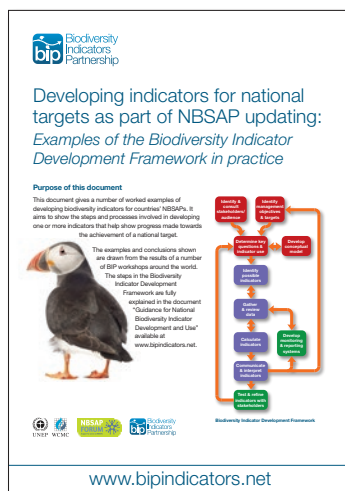 bip
Biodiversity
Indicators
Partnership
Developing indicators for national
targets as part of NBSAP updating:
Examples of the Biodiversity Indicator
Development Framework in practice
Purpose of this document
This document gives a number of worked examples of
developing biodiversity indicators for countries' NBSAPs. It
aims to show the steps and processes involved in developing
one or more indicators that help show progress made towards
the achievement of a national target.
The examples and conclusions shown
are drawn from the results of a number
of BIP workshops around the world.
The steps in the Biodiversity
Indicator Development
Framework are fully
explained in the document
"Guidance for National
Biodiversity Indicator
Development and Use"
available at
www.bipindicators.net.
Identify &
consult
stakeholders/
audience
Identify
management
objectives
& targets
Determine key
questions &
indicator use
Develop
conceptual
model
Identify
possible
indicators
Gather
& review
data
Calculate
indicators
Develop
monitoring
& reporting
systems
Communicate
& interpret
indicators
Test & refine
indicators with
stakeholders
Biodiversity Indicator Development Framework
UNEP WCMC
NBSAP
FORUM
bip
Biodiversity
Indicators
Partnership
www.bipindicators.net